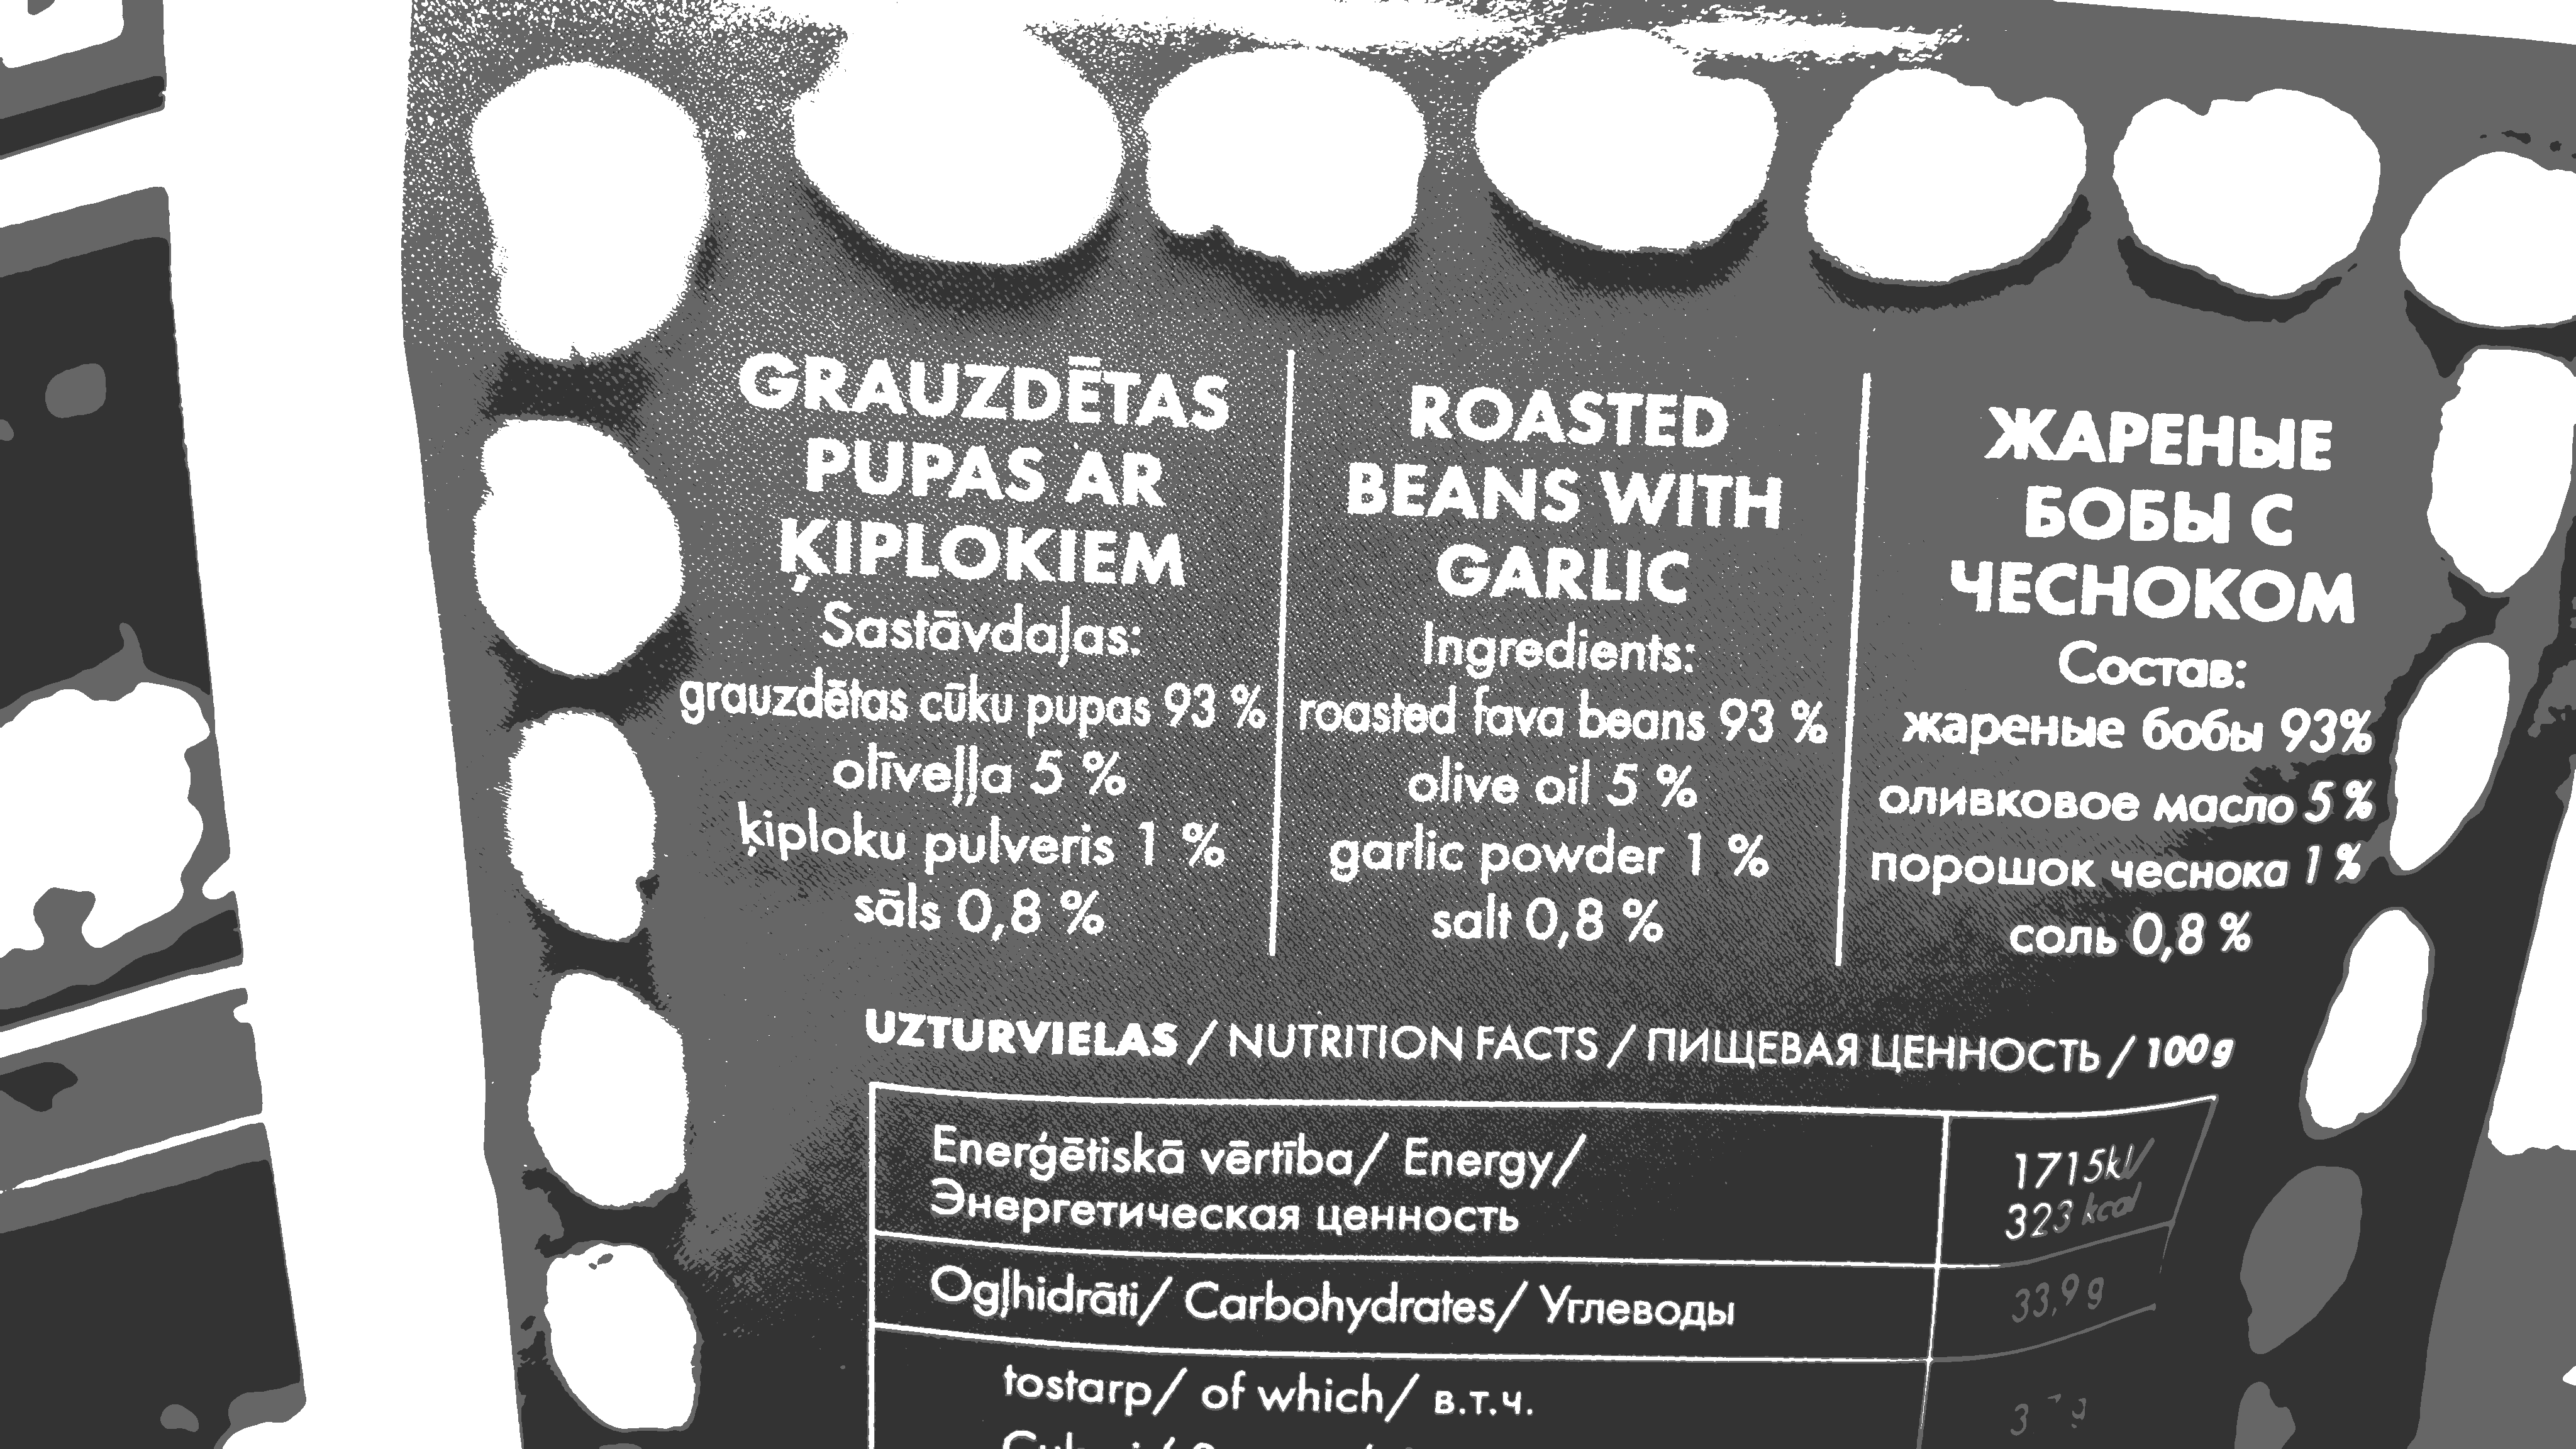 GRAUZDĒTAS
PUPAS AR
ĶIPLOKIEM
Sastāvdaļas:
grauzdētas cūku pupas 93 %
olīveļļa 5 %
ķiploku pulveris 1 %
sāls 0,8 %
ROASTED
BEANS WITH
GARLIC
Ingredients:
roasted fava beans 93 %
olive oil 5 %
garlic powder 1 %
salt 0,8 %
ЖАРЕНЫЕ
БОБЫ С
ЧЕСНОКОМ
Состав:
жареные бобы 93%
оливковое масло 5 %
порошок чеснока 1 %
соль 0,8 %
UZTURVIELAS / NUTRITION FACTS / ПИЩЕВАЯ ЦЕННОСТЬ / 100 g
Enerģētiskā vērtība/ Energy/
Энергетическая ценность
1715kJ/
323 kcal
Ogļhidrāti/ Carbohydrates/ Углеводы
33,9 g
tostarp/ of which/ в.т.ч.